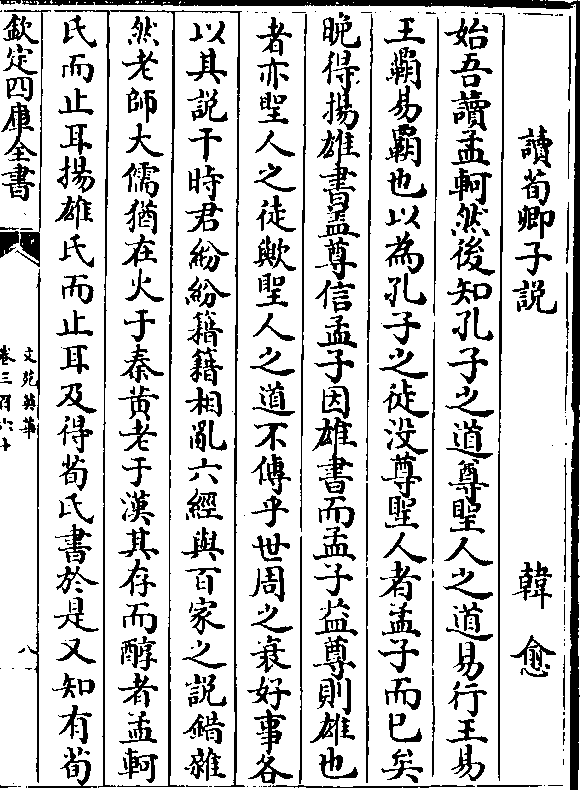 讀荀卿子説 韓愈
始吾讀孟軻然後知孔子之道尊聖人之道易行王易
王霸易霸也以為孔子之徒没尊聖人者孟子而已矣
晩得揚雄書益尊信孟子因雄書而孟子益尊則雄也
者亦聖人之徒歟聖人之道不傳乎世周之衰好事各
以其説干時君紛紛籍籍相亂六經與百家之説錯雜
然老師大儒猶在火于秦黄老于漢其存而醇者孟軻
氏而止耳揚雄氏而止耳及得荀氏書於是又知有荀
欽定四庫全書
文苑英華
卷三百六十
八